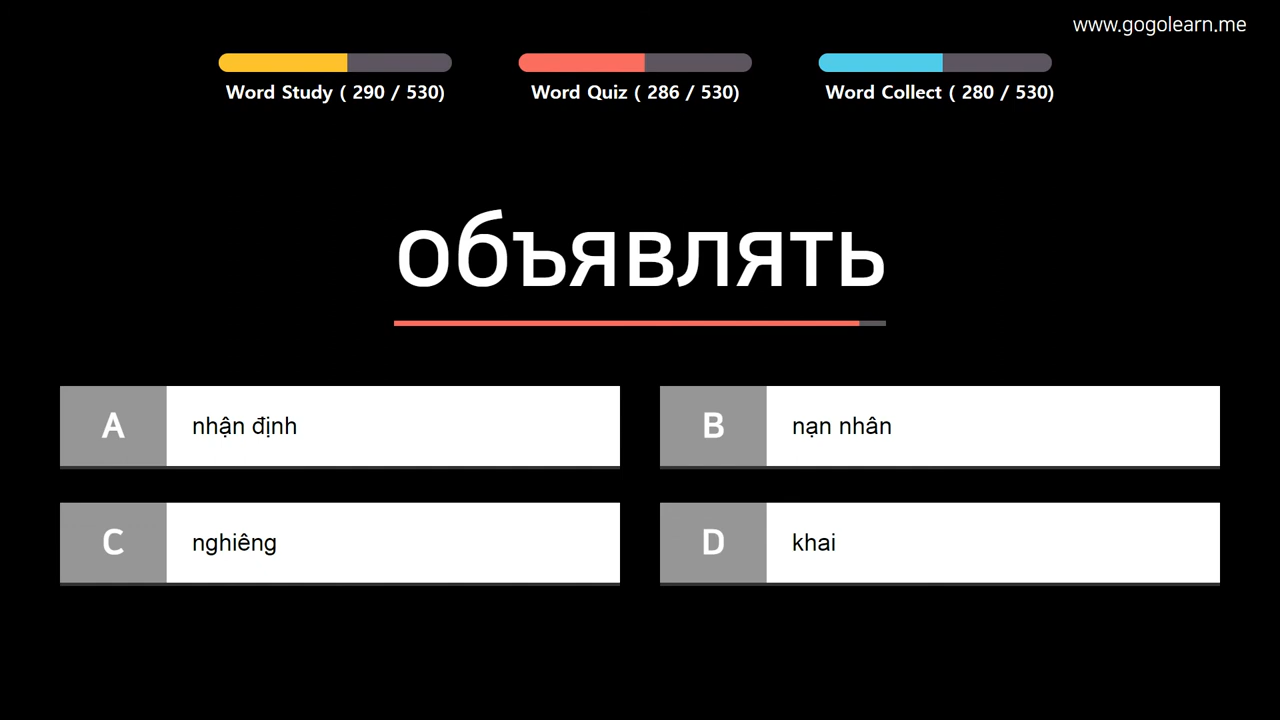 www.gogolearn.me
Word Study ( 290 / 530)
Word Quiz ( 286 / 530)
Word Collect ( 280 / 530)
объявлять
A nhận định
B nạn nhân
C nghiêng
D khai